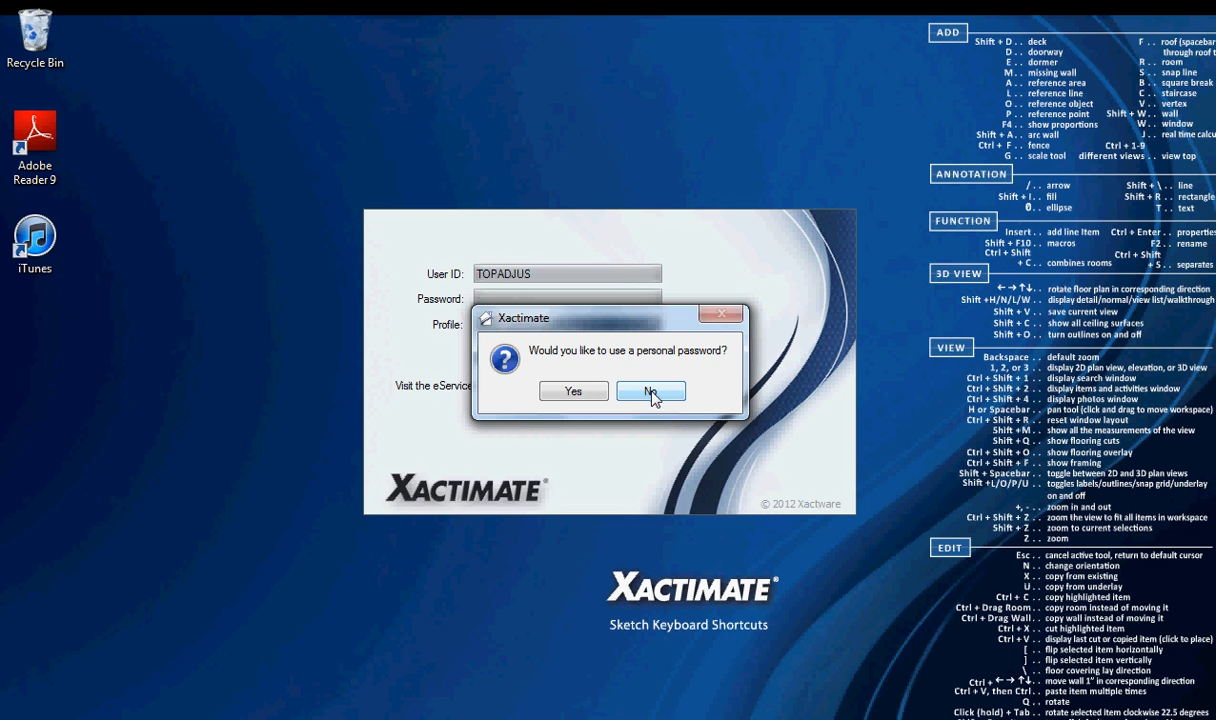 Recycle Bin
Adobe
Reader 9
iTunes
User ID: TOPADJUS
Password:
Profile:
Visit the eService
Xactimate
Would you like to use a personal password?
Yes
No
XACTIMATE®
© 2012 Xactware
XACTIMATE®
Sketch Keyboard Shortcuts
ADD
Shift + D . . deck
D . . doorway
E . . dormer
M . . missing wall
A . . reference area
L . . reference line
O . . reference object
P . . reference point
F4 . . show proportions
Shift + A . . arc wall
Ctrl + F . . fence
G . . scale tool
F . . roof (spacebar
through roof t
R . . room
S . . snap line
B . . square break
C . . staircase
V . . vertex
Shift + W . . wall
W . . window
J . . real time calcu
Ctrl + 1-9
different views . . view top
ANNOTATION
/ . . arrow
Shift + I . . fill
0 . . ellipse
Shift + \ . . line
Shift + R . . rectangle
T . . text
FUNCTION
Insert . . add line Item
Shift + F10 . . macros
Ctrl + Shift
+ C . . combines rooms
Ctrl + Enter . . properties
F2 . . rename
Ctrl + Shift
+ S . . separates
3D VIEW
←→↑↓ . . rotate floor plan in corresponding direction
Shift +H/N/L/W . . display detail/normal/view list/walkthrough
Shift + V . . save current view
Shift + C . . show all ceiling surfaces
Shift + O . . turn outlines on and off
VIEW
Backspace . . default zoom
1, 2, or 3 . . display 2D plan view, elevation, or 3D view
Ctrl + Shift + 1 . . display search window
Ctrl + Shift + 2 . . display items and activities window
Ctrl + Shift + 4 . . display photos window
H or Spacebar . . pan tool (click and drag to move workspace)
Ctrl + Shift + R . . reset window layout
Shift +M . . show all the measurements of the view
Shift + Q . . show flooring cuts
Ctrl + Shift + O . . show flooring overlay
Ctrl + Shift + F . . show framing
Shift + Spacebar . . toggle between 2D and 3D plan views
Shift +L/O/P/U . . toggles labels/outlines/snap grid/underlay
on and off
+, - . . zoom in and out
Ctrl + Shift + Z . . zoom the view to fit all items in workspace
Shift + Z . . zoom to current selections
Z . . zoom
EDIT
Esc . . cancel active tool, return to default cursor
N . . change orientation
X . . copy from existing
U . . copy from underlay
Ctrl + C . . copy highlighted item
Ctrl + Drag Room . . copy room instead of moving it
Ctrl + Drag Wall . . copy wall instead of moving it
Ctrl + X . . cut highlighted item
Ctrl + V . . display last cut or copied item (click to place)
[ . . flip selected item horizontally
] . . flip selected item vertically
\ . . floor covering lay direction
Ctrl + ←→↑↓ . . move wall 1" in corresponding direction
Ctrl + V, then Ctrl . . paste item multiple times
Q . . rotate
Click (hold) + Tab . . rotate selected item clockwise 22.5 degrees